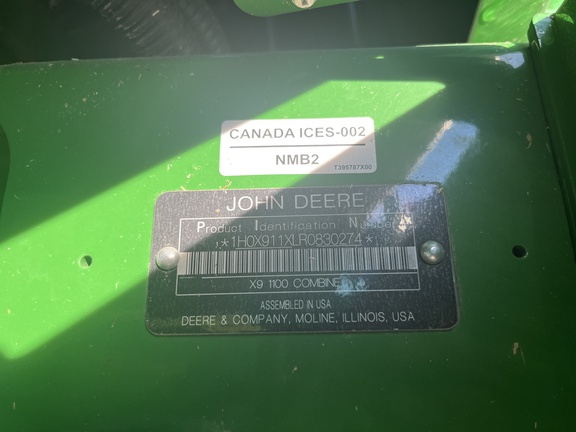 CANADA ICES-002
NMB2
T395787X00
JOHN DEERE
Product Identification Number
*1H0X911XLR0830274*
X9 1100 COMBINE
ASSEMBLED IN USA
DEERE & COMPANY, MOLINE, ILLINOIS, USA